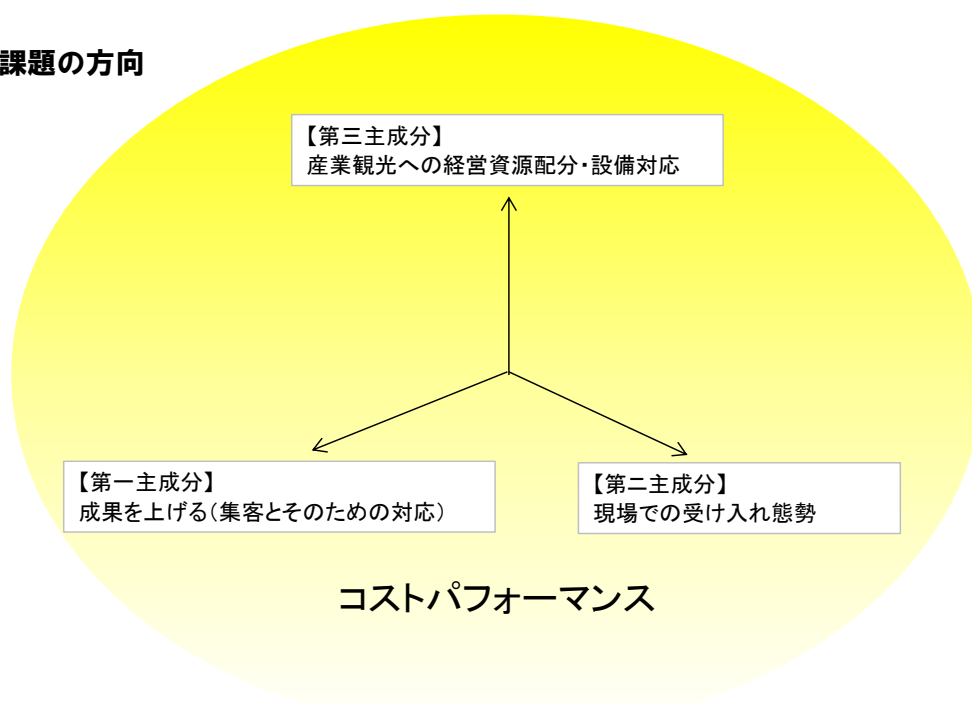 課題の方向
【第三主成分】
産業観光への経営資源配分・設備対応
【第一主成分】
成果を上げる(集客とそのための対応)
【第二主成分】
現場での受け入れ態勢
コストパフォーマンス